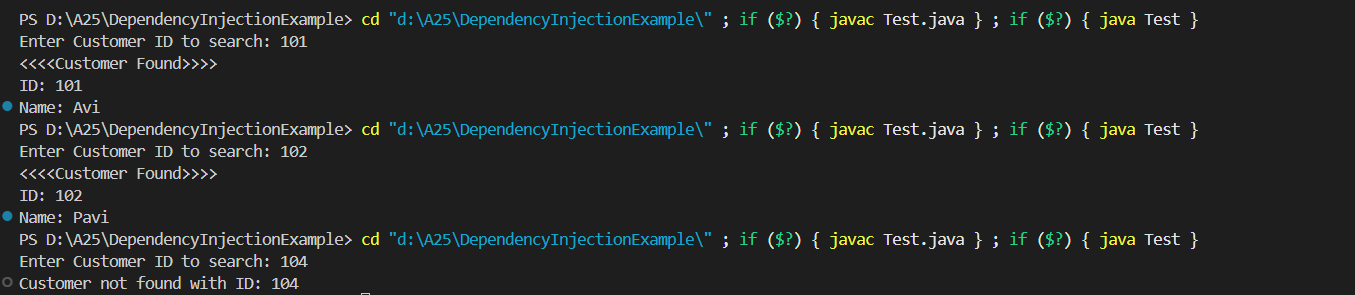 PS D:\A25\DependencyInjectionExample> cd "d:\A25\DependencyInjectionExample\" ; if ($?) { javac Test.java } ; if ($?) { java Test }
Enter Customer ID to search: 101
<<<<Customer Found>>>>
ID: 101
Name: Avi
PS D:\A25\DependencyInjectionExample> cd "d:\A25\DependencyInjectionExample\" ; if ($?) { javac Test.java } ; if ($?) { java Test }
Enter Customer ID to search: 102
<<<<Customer Found>>>>
ID: 102
Name: Pavi
PS D:\A25\DependencyInjectionExample> cd "d:\A25\DependencyInjectionExample\" ; if ($?) { javac Test.java } ; if ($?) { java Test }
Enter Customer ID to search: 104
Customer not found with ID: 104